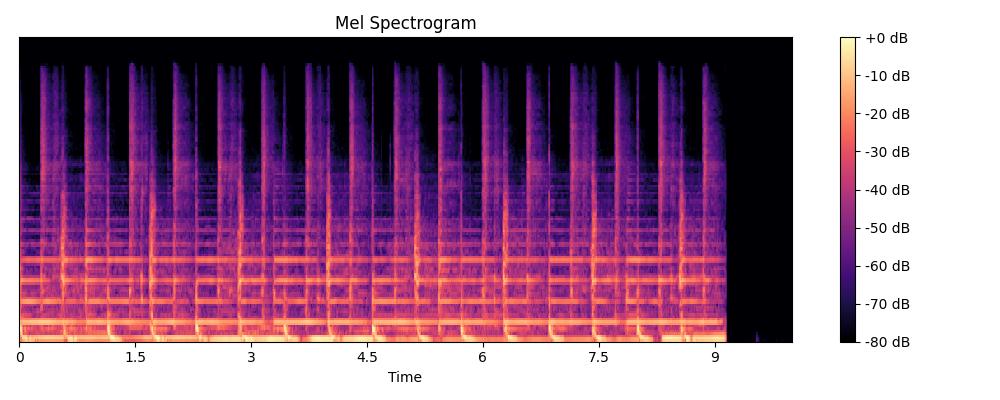 Mel Spectrogram
+0 dB
-10 dB
-20 dB
-30 dB
-40 dB
-50 dB
-60 dB
-70 dB
-80 dB
0 1.5 3 4.5 6 7.5 9
Time